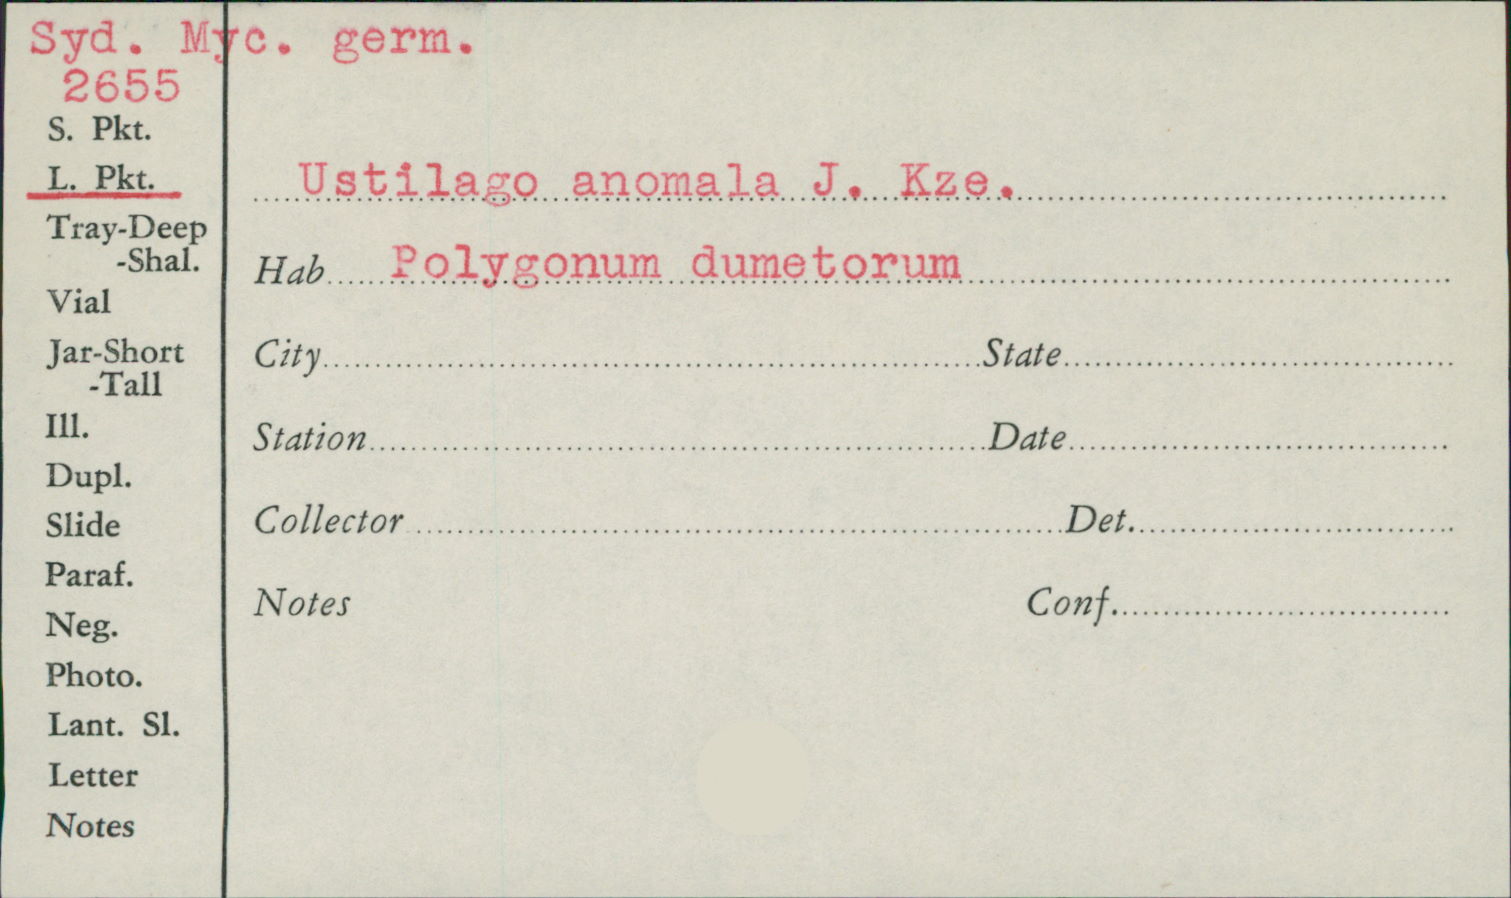 Syd. Myc. germ.
2655
S. Pkt.
L. Pkt.
Tray-Deep
-Shal.
Vial
Jar-Short
-Tall
Ill.
Dupl.
Slide
Paraf.
Neg.
Photo.
Lant. Sl.
Letter
Notes
Ustilago anomala J. Kze.
Hab Polygonum dumetorum
City State
Station Date
Collector Det.
Notes Conf.